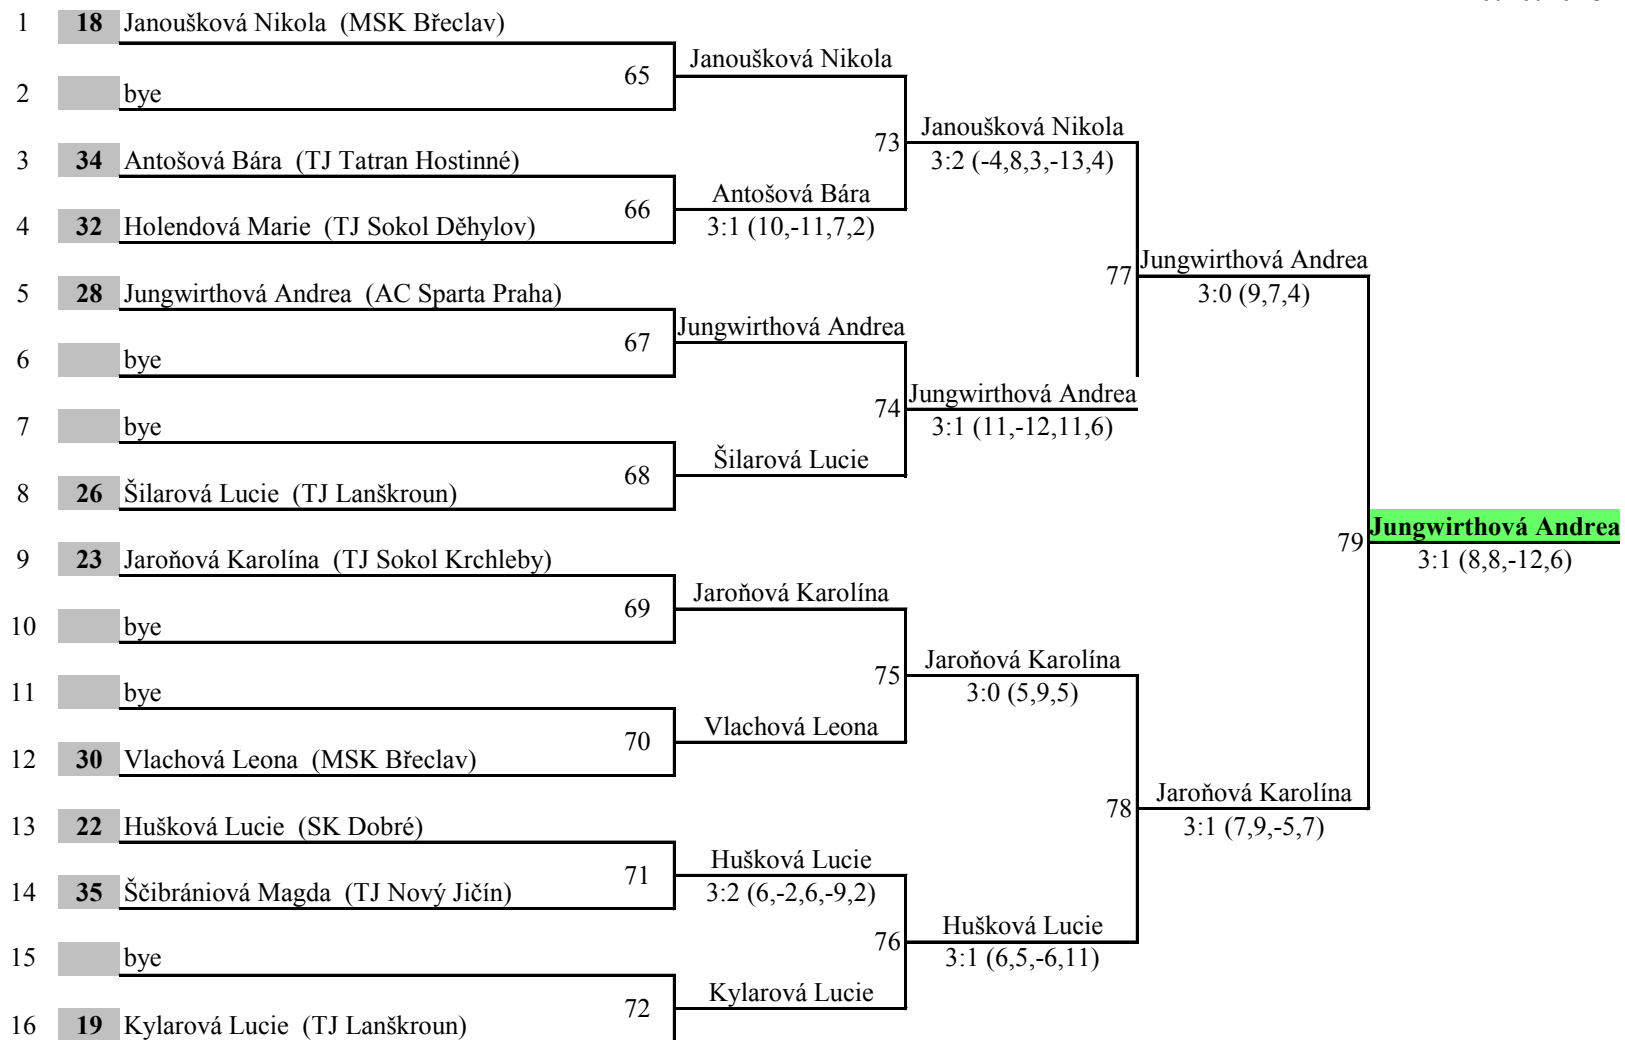 1 18 Janoušková Nikola (MSK Břeclav)
65 Janoušková Nikola
2 bye
73 Janoušková Nikola
3:2 (-4,8,3,-13,4)
3 34 Antošová Bára (TJ Tatran Hostinné)
66 Antošová Bára
3:1 (10,-11,7,2)
4 32 Holendová Marie (TJ Sokol Děhylov)
77 Jungwirthová Andrea
3:0 (9,7,4)
5 28 Jungwirthová Andrea (AC Sparta Praha)
67 Jungwirthová Andrea
6 bye
74 Jungwirthová Andrea
3:1 (11,-12,11,6)
7 bye
68 Šilarová Lucie
8 26 Šilarová Lucie (TJ Lanškroun)
79 Jungwirthová Andrea
3:1 (8,8,-12,6)
9 23 Jaroňová Karolína (TJ Sokol Krchleby)
69 Jaroňová Karolína
10 bye
75 Jaroňová Karolína
3:0 (5,9,5)
11 bye
70 Vlachová Leona
12 30 Vlachová Leona (MSK Břeclav)
78 Jaroňová Karolína
3:1 (7,9,-5,7)
13 22 Hušková Lucie (SK Dobré)
71 Hušková Lucie
3:2 (6,-2,6,-9,2)
14 35 Ščibrániová Magda (TJ Nový Jičín)
76 Hušková Lucie
3:1 (6,5,-6,11)
15 bye
72 Kylarová Lucie
16 19 Kylarová Lucie (TJ Lanškroun)